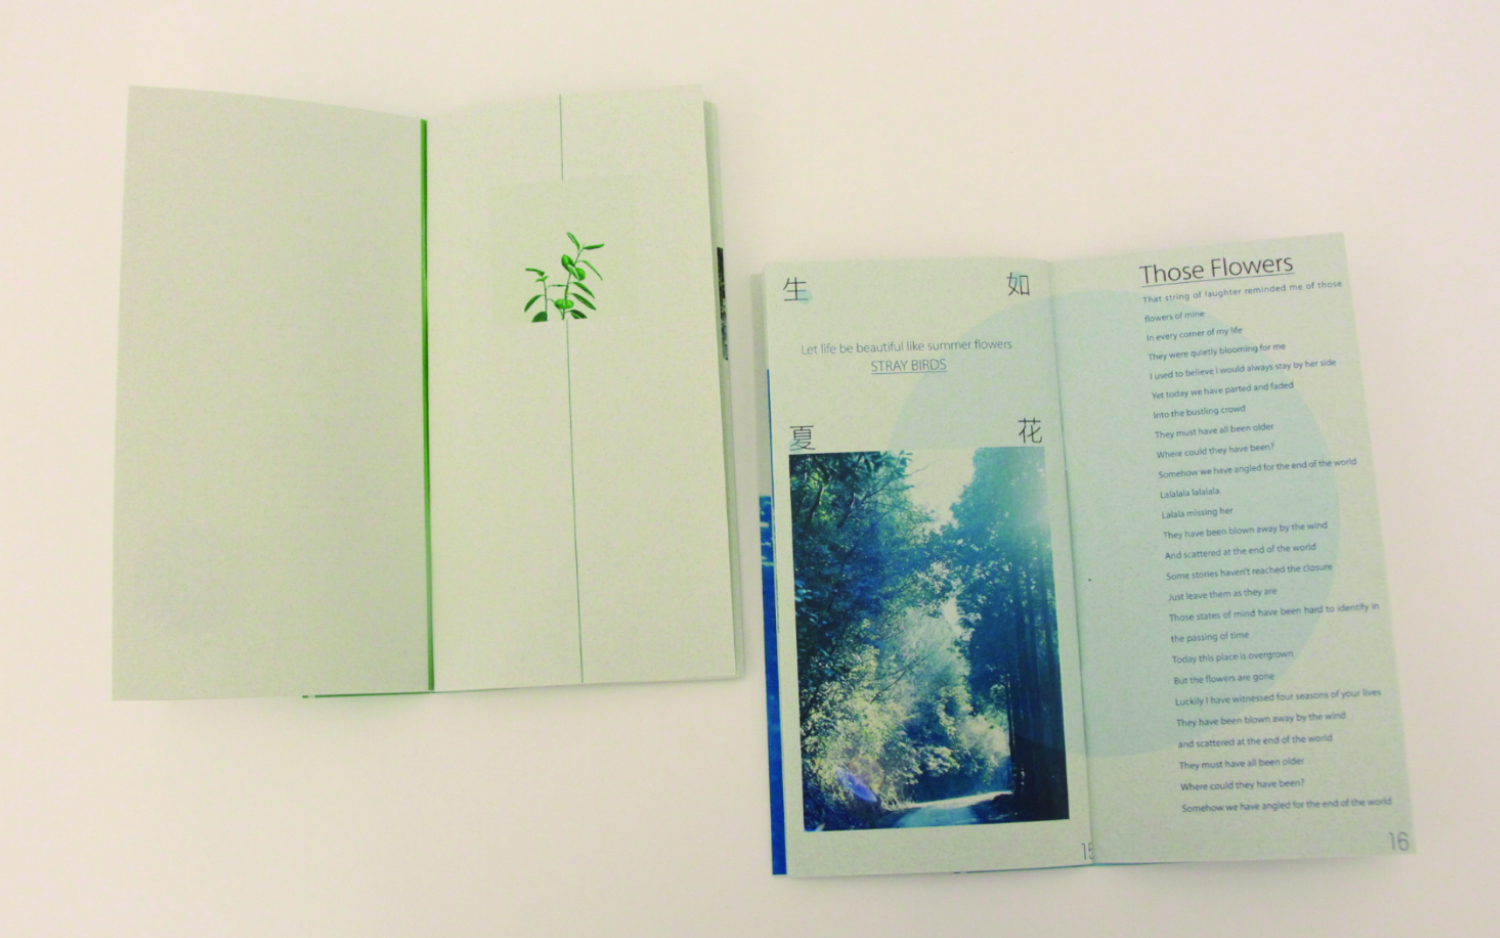 生 如
Let life be beautiful like summer flowers
STRAY BIRDS
夏 花
15
Those Flowers
That string of laughter reminded me of those
flowers of mine
In every corner of my life
They were quietly blooming for me
I used to believe I would always stay by her side
Yet today we have parted and faded
Into the bustling crowd
They must have all been older
Where could they have been?
Somehow we have angled for the end of the world
Lalalala lalalala
Lalala missing her
They have been blown away by the wind
And scattered at the end of the world
Some stories haven't reached the closure
Just leave them as they are
Those states of mind have been hard to identify in
the passing of time
Today this place is overgrown
But the flowers are gone
Luckily I have witnessed four seasons of your lives
They have been blown away by the wind
and scattered at the end of the world
They must have all been older
Where could they have been?
Somehow we have angled for the end of the world
16